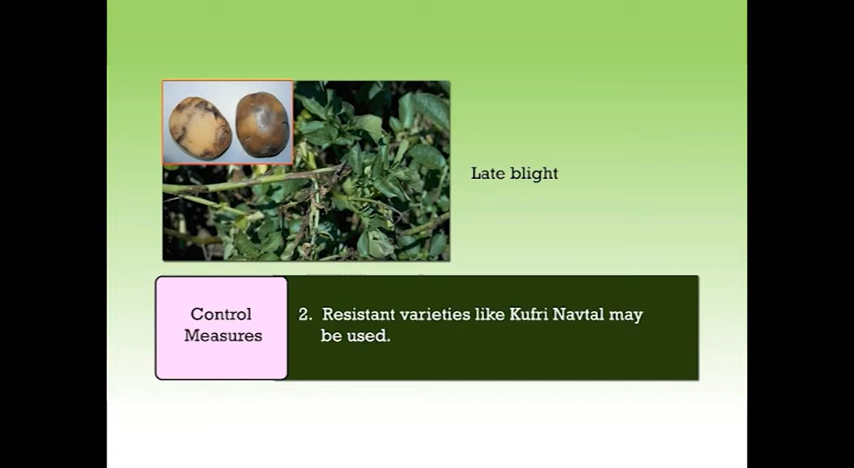 Late blight
Control
Measures
2. Resistant varieties like Kufri Navtal may
be used.